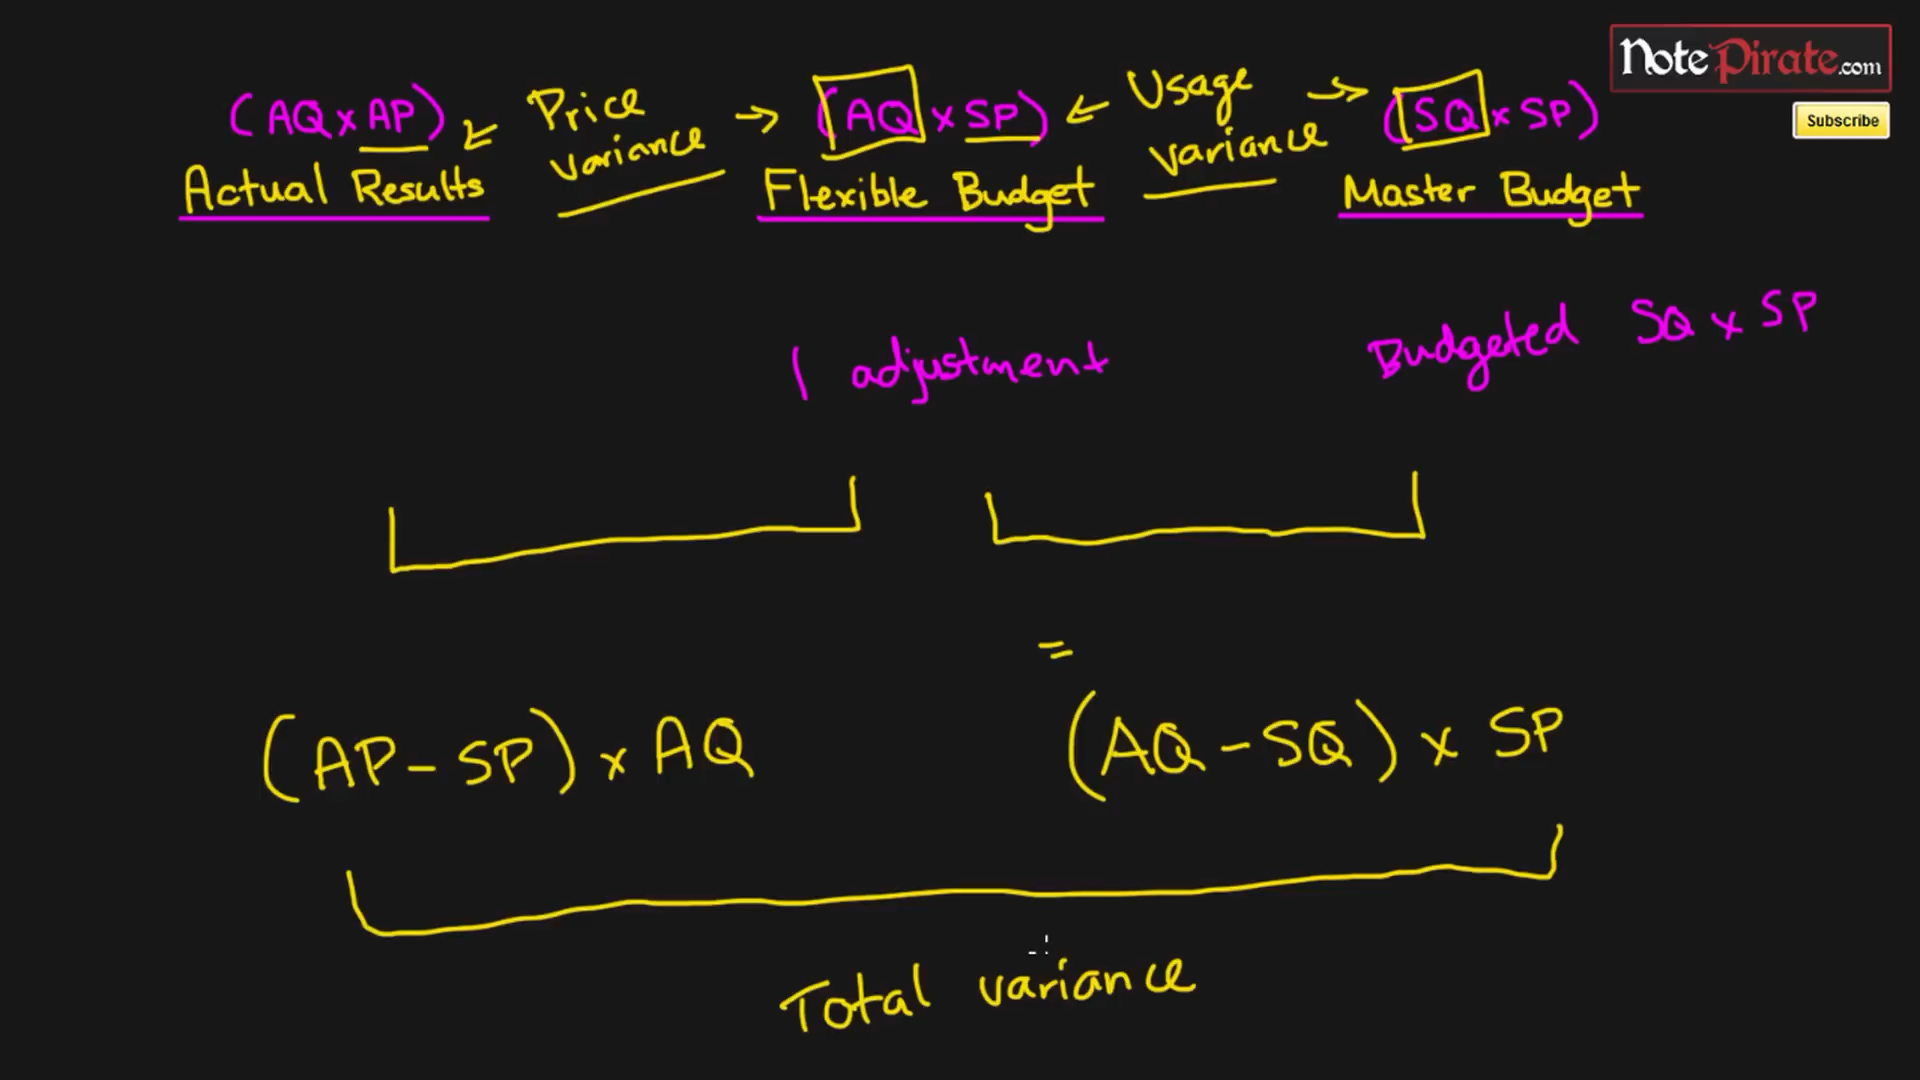 NotePirate.com
Subscribe
(AQ x AP) Price variance (AQ x SP) Usage variance (SQ x SP)
Actual Results Flexible Budget Master Budget
1 adjustment Budgeted SQ x SP
=
(AP - SP) x AQ (AQ - SQ) x SP
Total variance